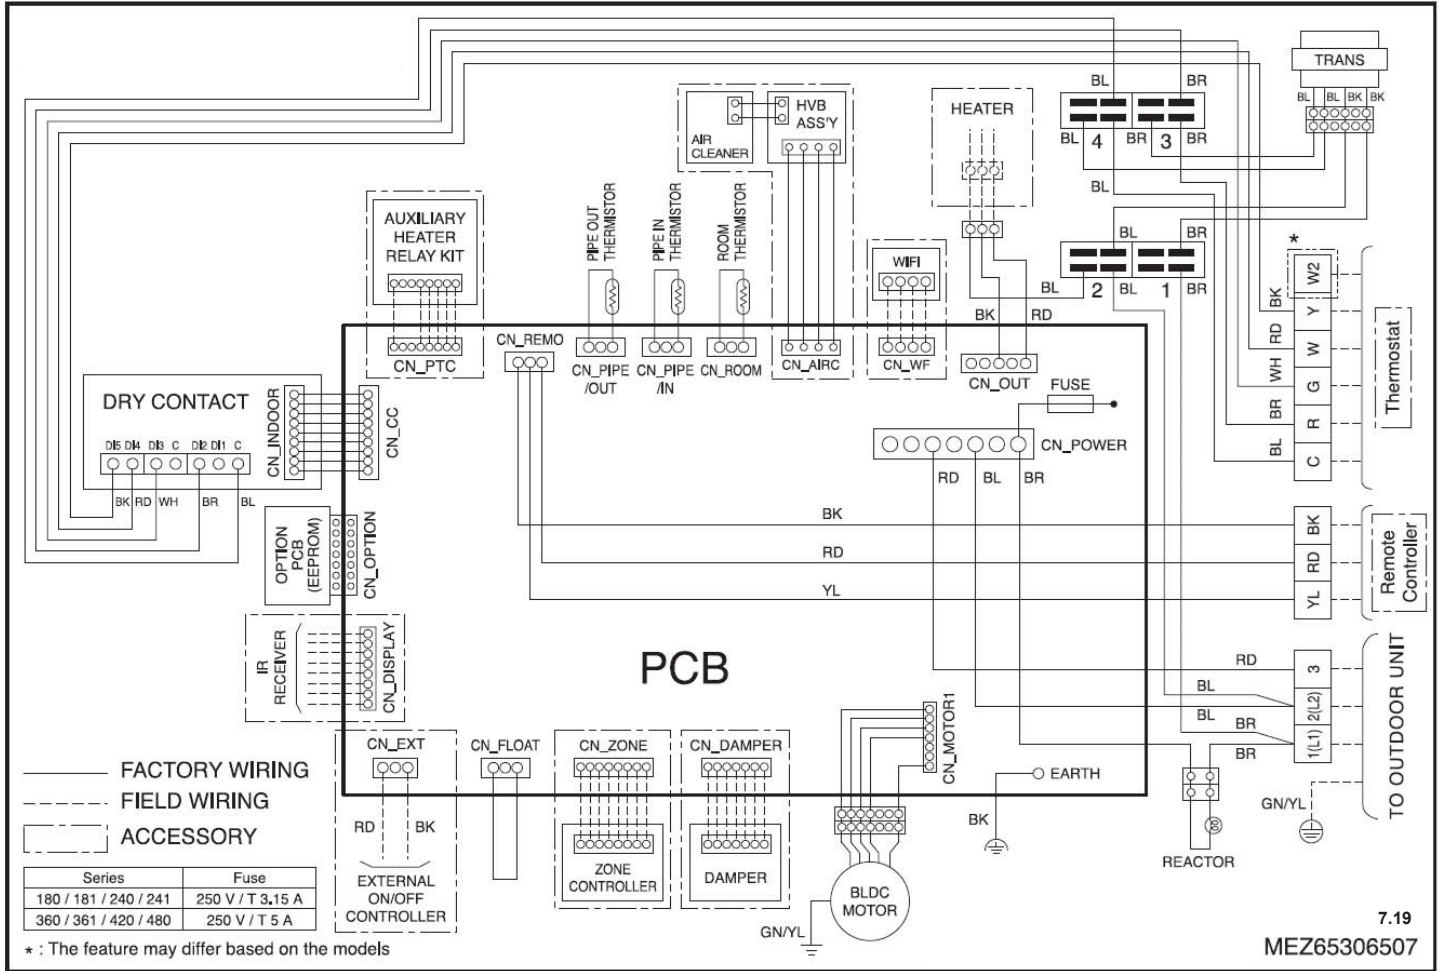 TRANS
BL BL BK BK
BL BR
BL 4 BR 3 BR
HEATER
AIR
CLEANER
HVB
ASS'Y
AUXILIARY
HEATER
RELAY KIT
PIPE OUT
THERMISTOR
PIPE IN
THERMISTOR
ROOM
THERMISTOR
WIFI
BL
BL BR
BL 2 BL 1 BR
BK RD
*
W2
Y
W
G
R
C
BK
RD
WH
BR
BL
Thermostat
CN_PTC
CN_REMO
CN_PIPE
/OUT
CN_PIPE
/IN
CN_ROOM
CN_AIRC
CN_WF
CN_OUT
FUSE
CN_POWER
RD BL BR
DRY CONTACT
DI5 DI4 DI3 C DI2 DI1 C
BK RD WH BR BL
CN_INDOOR
CN_CC
OPTION
PCB
(EEPROM)
CN_OPTION
BK
RD
YL
BK
RD
YL
Remote
Controller
IR
RECEIVER
CN_DISPLAY
PCB
RD
BL
BL
BR
BR
3
2(L2)
1(L1)
TO OUTDOOR UNIT
GN/YL
CN_EXT
RD BK
EXTERNAL
ON/OFF
CONTROLLER
CN_FLOAT
CN_ZONE
ZONE
CONTROLLER
CN_DAMPER
DAMPER
CN_MOTOR1
BLDC
MOTOR
GN/YL
EARTH
BK
REACTOR
FACTORY WIRING
FIELD WIRING
ACCESSORY
Series Fuse
180 / 181 / 240 / 241 250 V / T 3.15 A
360 / 361 / 420 / 480 250 V / T 5 A
* : The feature may differ based on the models
7.19
MEZ65306507